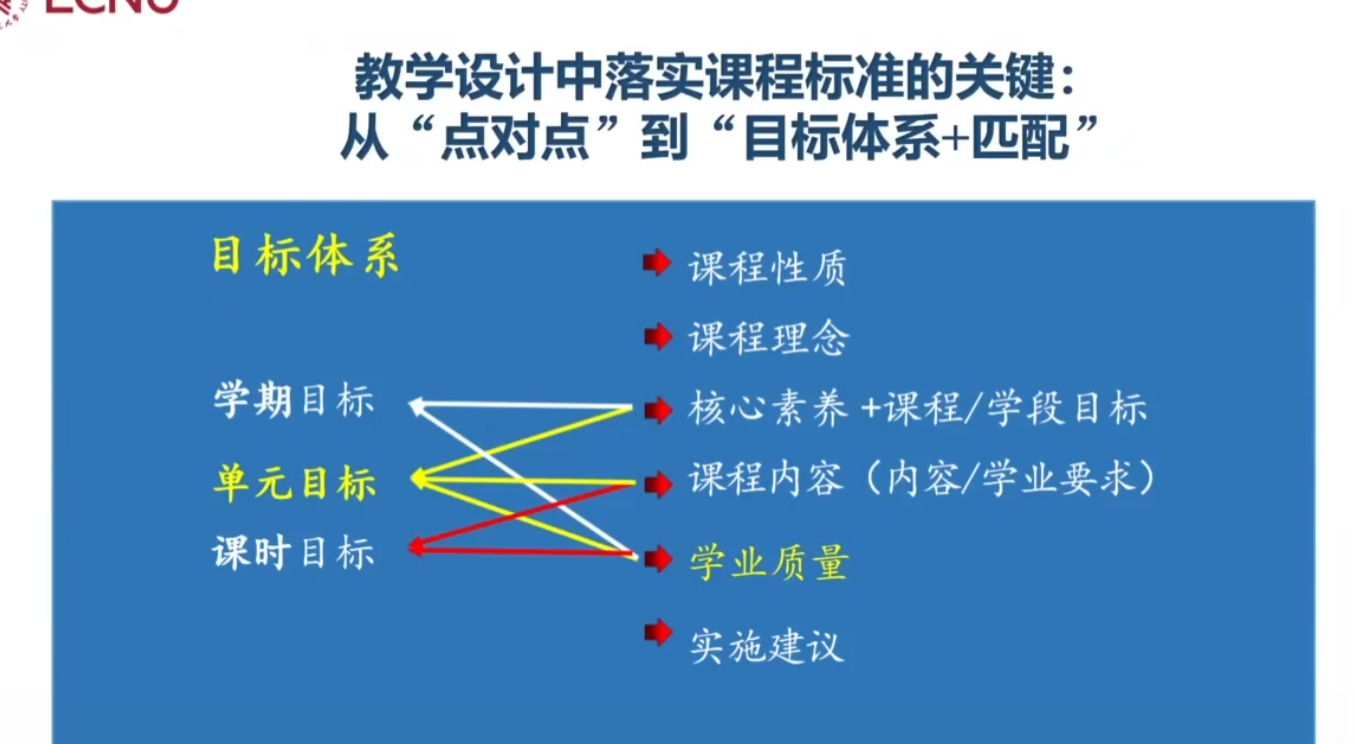 ECNU
教学设计中落实课程标准的关键：
从“点对点”到“目标体系+匹配”
目标体系
课程性质
课程理念
学期目标
核心素养+课程/学段目标
单元目标
课程内容（内容/学业要求）
课时目标
学业质量
实施建议